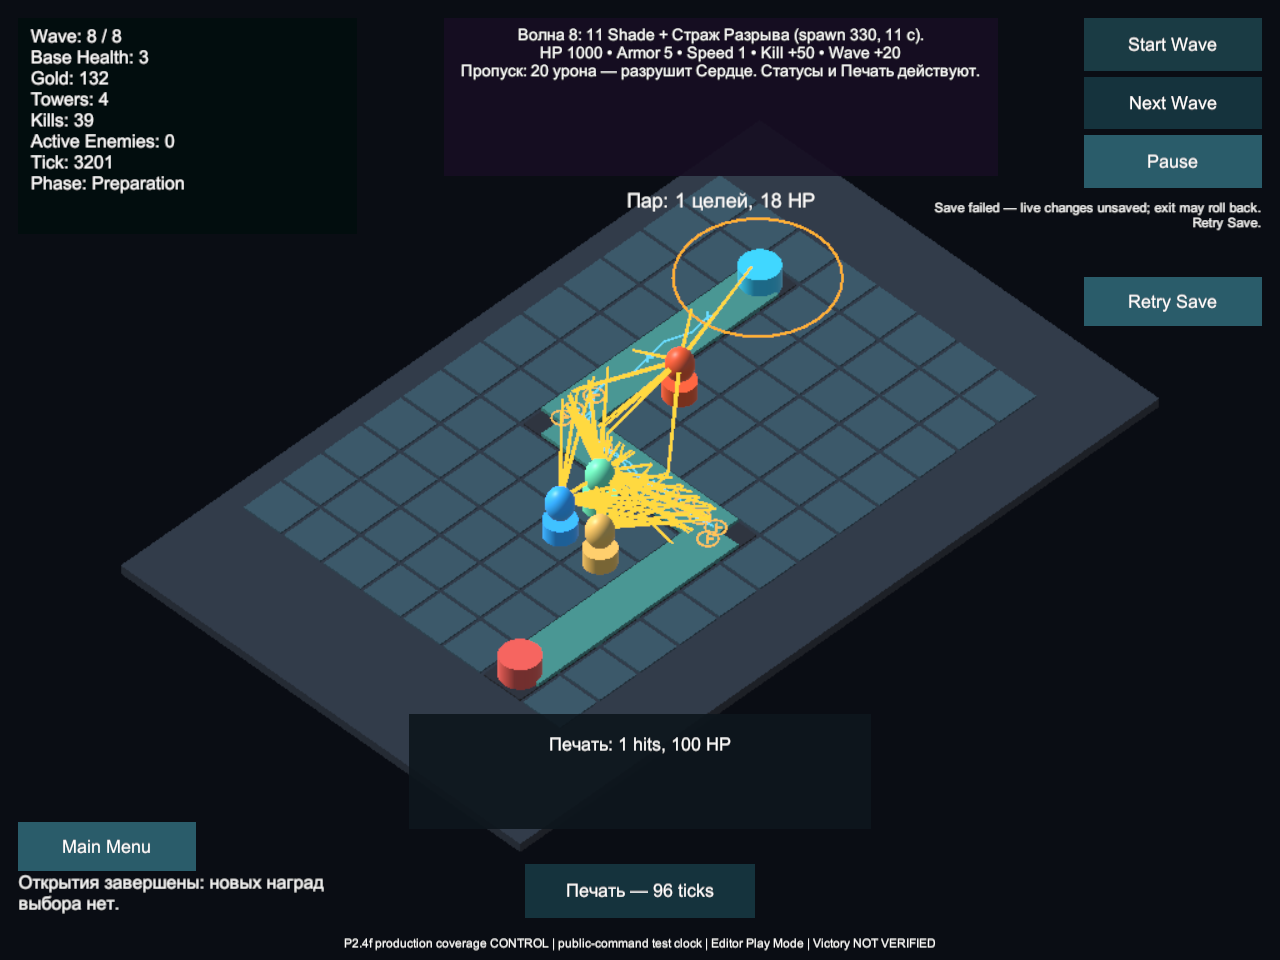 Wave: 8 / 8
Base Health: 3
Gold: 132
Towers: 4
Kills: 39
Active Enemies: 0
Tick: 3201
Phase: Preparation
Волна 8: 11 Shade + Страж Разрыва (spawn 330, 11 с).
HP 1000 • Armor 5 • Speed 1 • Kill +50 • Wave +20
Пропуск: 20 урона — разрушит Сердце. Статусы и Печать действуют.
Start Wave
Next Wave
Pause
Save failed — live changes unsaved; exit may roll back.
Retry Save.
Retry Save
Пар: 1 целей, 18 HP
Печать: 1 hits, 100 HP
Main Menu
Открытия завершены: новых наград
выбора нет.
Печать — 96 ticks
P2.4f production coverage CONTROL | public-command test clock | Editor Play Mode | Victory NOT VERIFIED